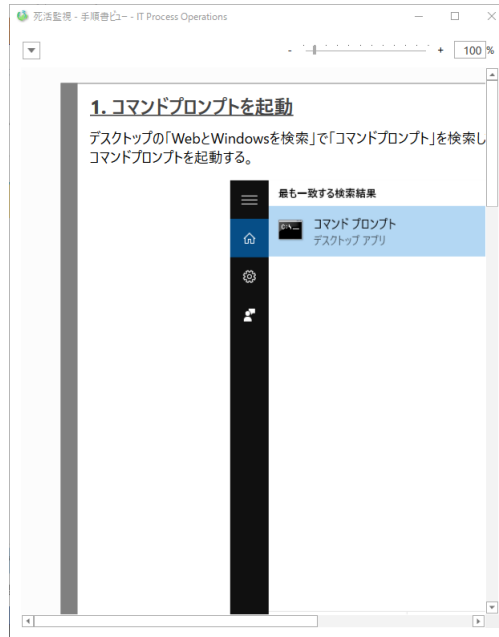 死活監視 - 手順書ビュー - IT Process Operations
- + 100 %
1. コマンドプロンプトを起動
デスクトップの「WebとWindowsを検索」で「コマンドプロンプト」を検索し
コマンドプロンプトを起動する。
最も一致する検索結果
コマンド プロンプト
デスクトップ アプリ